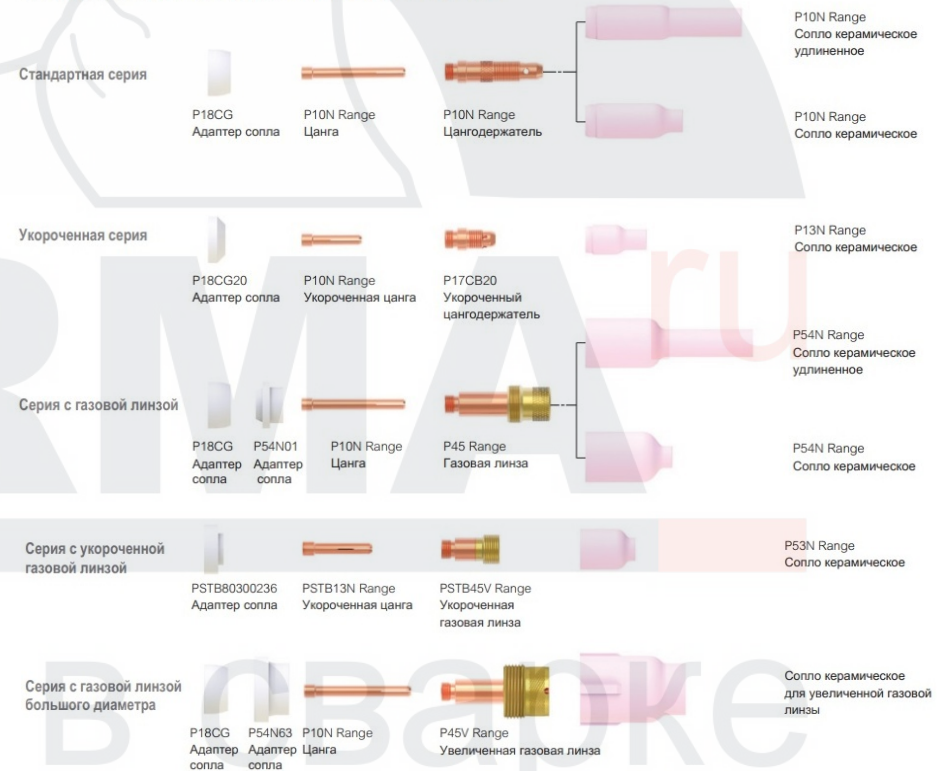 P10N Range
Сопло керамическое
удлиненное
Стандартная серия
P18CG
Адаптер сопла
P10N Range
Цанга
P10N Range
Цангодержатель
P10N Range
Сопло керамическое
Укороченная серия
P18CG20
Адаптер сопла
P10N Range
Укороченная цанга
P17CB20
Укороченный
цангодержатель
P13N Range
Сопло керамическое
ru
P54N Range
Сопло керамическое
удлиненное
Серия с газовой линзой
P18CG
Адаптер
сопла
P54N01
Адаптер
сопла
P10N Range
Цанга
P45 Range
Газовая линза
P54N Range
Сопло керамическое
RMA
Серия с укороченной
газовой линзой
PSTB80300236
Адаптер сопла
PSTB13N Range
Укороченная цанга
PSTB45V Range
Укороченная
газовая линза
P53N Range
Сопло керамическое
Серия с газовой линзой
большого диаметра
P18CG
Адаптер
сопла
P54N63
Адаптер
сопла
P10N Range
Цанга
P45V Range
Увеличенная газовая линза
Сопло керамическое
для увеличенной газовой
линзы
в сварке